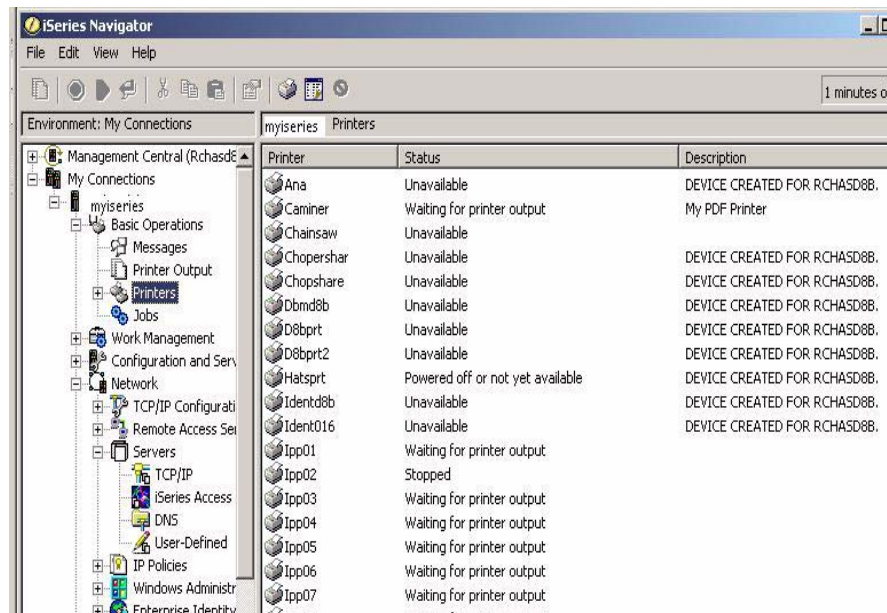 iSeries Navigator
File Edit View Help
1 minutes o
Environment: My Connections
myiseries Printers
Management Central (Rchasd8
My Connections
myiseries
Basic Operations
Messages
Printer Output
Printers
Jobs
Work Management
Configuration and Serv
Network
TCP/IP Configurati
Remote Access Ser
Servers
TCP/IP
iSeries Access
DNS
User-Defined
IP Policies
Windows Administr
Enterprise Identity
Printer Status Description
Ana Unavailable DEVICE CREATED FOR RCHASD8B.
Caminer Waiting for printer output My PDF Printer
Chainsaw Unavailable
Chopershar Unavailable DEVICE CREATED FOR RCHASD8B.
Chopshare Unavailable DEVICE CREATED FOR RCHASD8B.
Dbmd8b Unavailable DEVICE CREATED FOR RCHASD8B.
D8bprt Unavailable DEVICE CREATED FOR RCHASD8B.
D8bprt2 Unavailable DEVICE CREATED FOR RCHASD8B.
Hatsprt Powered off or not yet available DEVICE CREATED FOR RCHASD8B.
Identd8b Unavailable DEVICE CREATED FOR RCHASD8B.
Ident016 Unavailable DEVICE CREATED FOR RCHASD8B.
Ipp01 Waiting for printer output
Ipp02 Stopped
Ipp03 Waiting for printer output
Ipp04 Waiting for printer output
Ipp05 Waiting for printer output
Ipp06 Waiting for printer output
Ipp07 Waiting for printer output